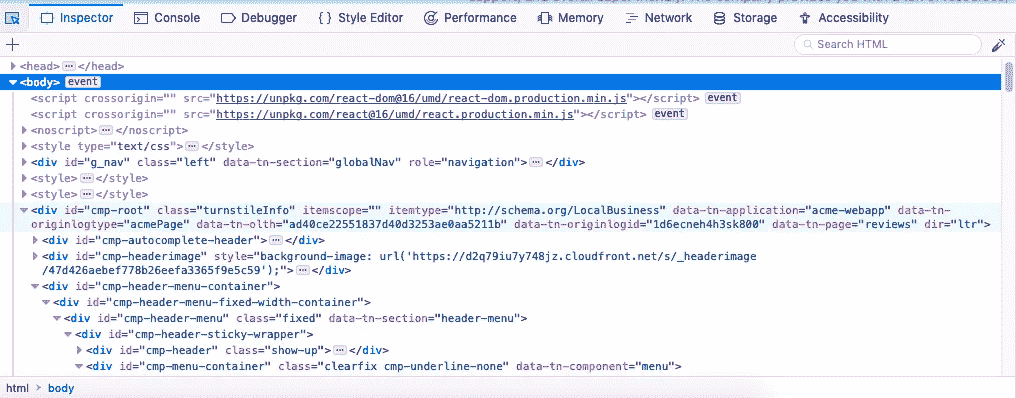 Inspector Console Debugger Style Editor Performance Memory Network Storage Accessibility
+ Search HTML
<head> ... </head>
<body> event
<script crossorigin="" src="https://unpkg.com/react-dom@16/umd/react-dom.production.min.js"></script> event
<script crossorigin="" src="https://unpkg.com/react@16/umd/react.production.min.js"></script> event
<noscript> ... </noscript>
<style type="text/css"> ... </style>
<div id="g_nav" class="left" data-tn-section="globalNav" role="navigation"> ... </div>
<style> ... </style>
<style> ... </style>
<div id="cmp-root" class="turnstileInfo" itemscope="" itemtype="http://schema.org/LocalBusiness" data-tn-application="acme-webapp" data-tn-
originlogtype="acmePage" data-tn-olth="ad40ce22551837d40d3253ae0aa5211b" data-tn-originlogid="1d6ecneh4h3sk800" data-tn-page="reviews" dir="ltr">
<div id="cmp-autocomplete-header"> ... </div>
<div id="cmp-headerimage" style="background-image: url('https://d2q79iu7y748jz.cloudfront.net/s/_headerimage
/47d426aebef778b26eefa3365f9e5c59');"> ... </div>
<div id="cmp-header-menu-container">
<div id="cmp-header-menu-fixed-width-container">
<div id="cmp-header-menu" class="fixed" data-tn-section="header-menu">
<div id="cmp-header-sticky-wrapper">
<div id="cmp-header" class="show-up"> ... </div>
<div id="cmp-menu-container" class="clearfix cmp-underline-none" data-tn-component="menu">
html > body